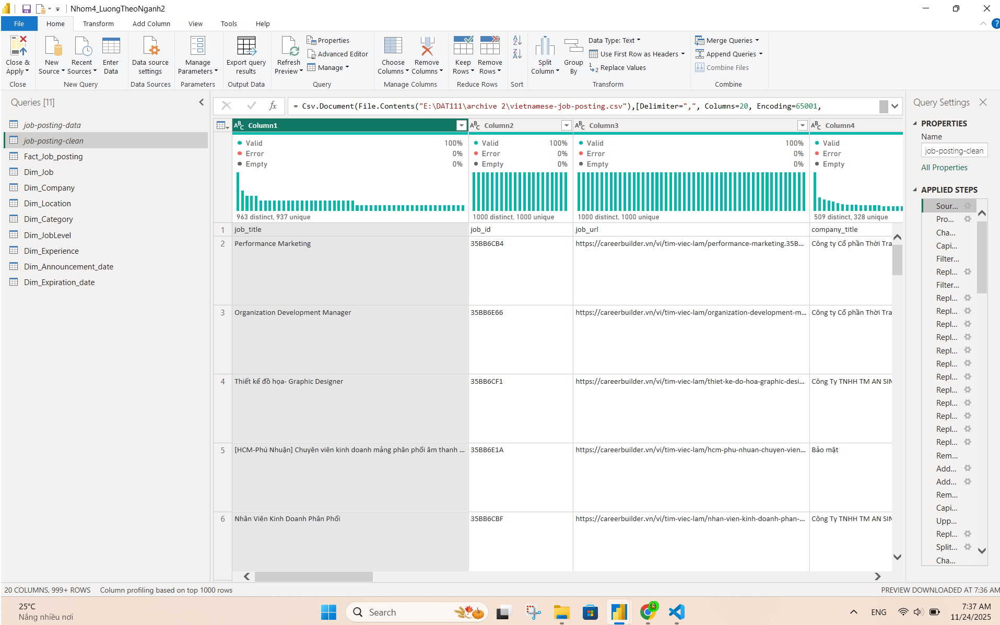 Nhom4_LuongTheoNganh2
File Home Transform Add Column View Tools Help
Close & Apply
New Source
Recent Sources
Enter Data
Data source settings
Manage Parameters
Export query results
Refresh Preview
Properties
Advanced Editor
Manage
Choose Columns
Remove Columns
Keep Rows
Remove Rows
Split Column
Group By
Data Type: Text
Use First Row as Headers
Replace Values
Merge Queries
Append Queries
Combine Files
Close New Query Data Sources Parameters Output Data Query Manage Columns Reduce Rows Sort Transform Combine
Queries [11]
job-posting-data
job-posting-clean
Fact_Job_posting
Dim_Job
Dim_Company
Dim_Location
Dim_Category
Dim_JobLevel
Dim_Experience
Dim_Announcement_date
Dim_Expiration_date
fx
= Csv.Document(File.Contents("E:\DAT111\archive 2\vietnamese-job-posting.csv"),[Delimiter=",", Columns=20, Encoding=65001,
ABC Column1 ABC Column2 ABC Column3 ABC Column4
Valid 100% Valid 100% Valid 100% Valid
Error 0% Error 0% Error 0% Error
Empty 0% Empty 0% Empty 0% Empty
963 distinct, 937 unique 1000 distinct, 1000 unique 1000 distinct, 1000 unique 509 distinct, 328 unique
1 job_title job_id job_url company_title
2 Performance Marketing 35BB6CB4 https://careerbuilder.vn/vi/tim-viec-lam/performance-marketing.35B... Công ty Cổ phần Thời Tra
3 Organization Development Manager 35BB6E66 https://careerbuilder.vn/vi/tim-viec-lam/organization-development-m... Công ty Cổ phần Thời Tra
4 Thiết kế đồ họa- Graphic Designer 35BB6CF1 https://careerbuilder.vn/vi/tim-viec-lam/thiet-ke-do-hoa-graphic-desi... Công Ty TNHH TM AN SIN
5 [HCM-Phú Nhuận] Chuyên viên kinh doanh mảng phân phối âm thanh ... 35BB6E1A https://careerbuilder.vn/vi/tim-viec-lam/hcm-phu-nhuan-chuyen-vien... Bảo mật
6 Nhân Viên Kinh Doanh Phân Phối 35BB6CBF https://careerbuilder.vn/vi/tim-viec-lam/nhan-vien-kinh-doanh-phan-... Công Ty TNHH TM AN SIN
Query Settings
PROPERTIES
Name
job-posting-clean
All Properties
APPLIED STEPS
Sour...
Pro...
Cha...
Capi...
Filter...
Repl...
Filter...
Repl...
Repl...
Repl...
Repl...
Repl...
Repl...
Repl...
Repl...
Repl...
Repl...
Repl...
Repl...
Rem...
Add...
Add...
Rem...
Capi...
Upp...
Repl...
Split...
Cha...
20 COLUMNS, 999+ ROWS Column profiling based on top 1000 rows PREVIEW DOWNLOADED AT 7:36 AM
25°C
Nắng nhiều nơi
Search
ENG
7:37 AM
11/24/2025